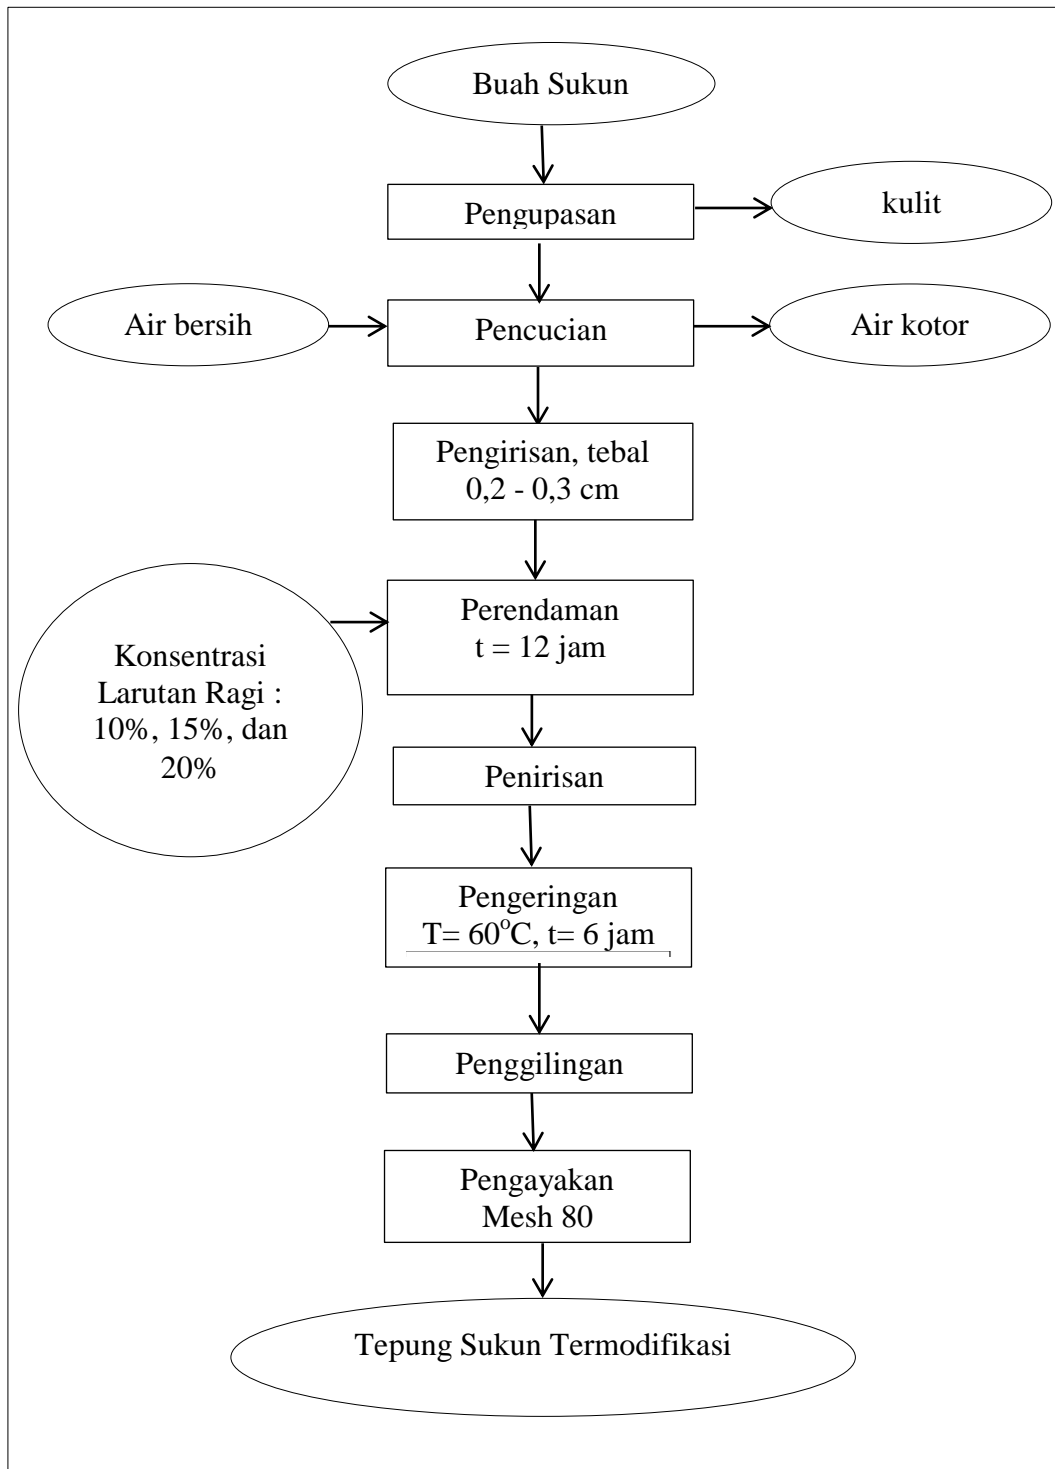 Buah Sukun
Pengupasan
kulit
Air bersih
Pencucian
Air kotor
Pengirisan, tebal
0,2 - 0,3 cm
Perendaman
t = 12 jam
Konsentrasi
Larutan Ragi :
10%, 15%, dan
20%
Penirisan
Pengeringan
T= 60°C, t= 6 jam
Penggilingan
Pengayakan
Mesh 80
Tepung Sukun Termodifikasi